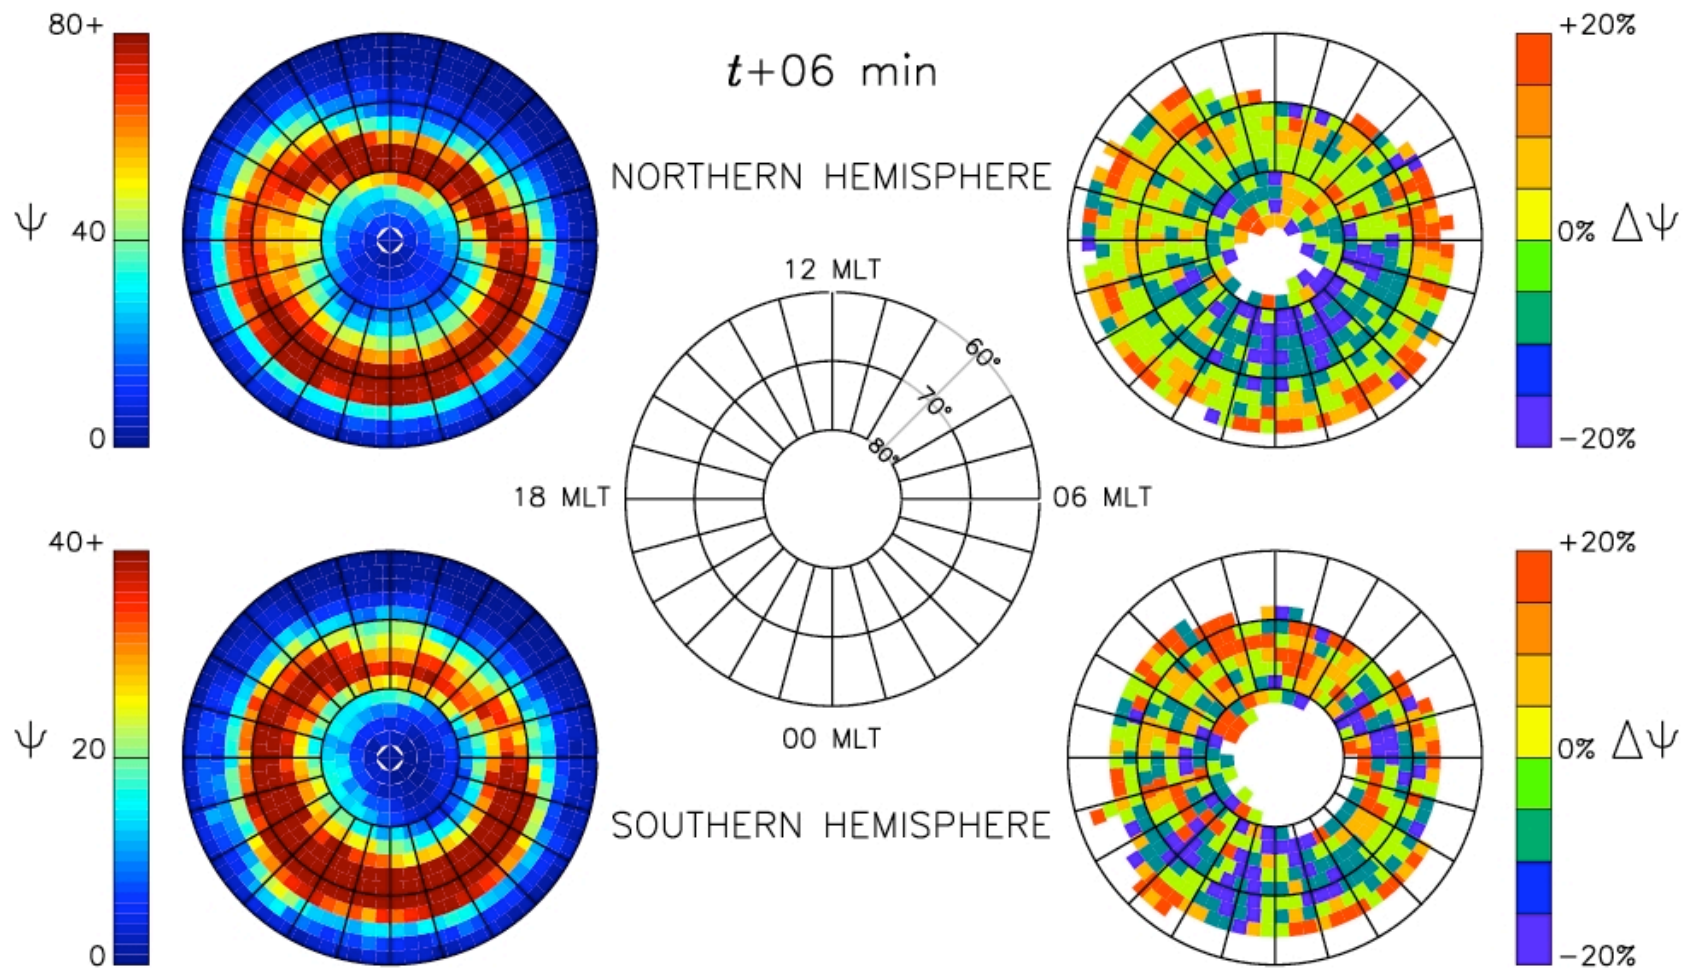 80+
+20%
t+06 min
NORTHERN HEMISPHERE
ψ
40
0% Δψ
12 MLT
60°
70°
0
−20%
80°
18 MLT
06 MLT
40+
+20%
00 MLT
ψ
20
0% Δψ
SOUTHERN HEMISPHERE
0
−20%